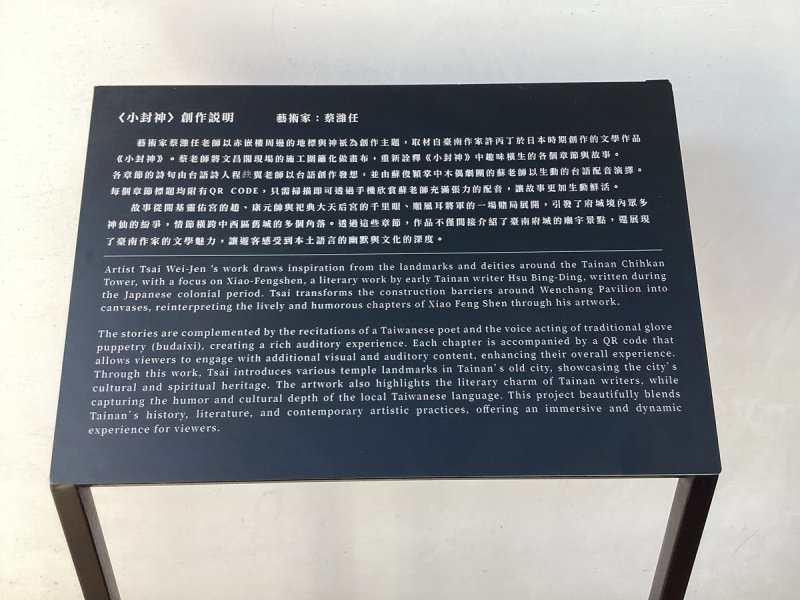 〈小封神〉創作說明 藝術家：蔡濰任
藝術家蔡濰任老師以赤嵌樓周邊的地標與神祇為創作主題，取材自臺南作家許丙丁於日本時期創作的文學作品
《小封神》。蔡老師將文昌閣現場的施工圍籬化做畫布，重新詮釋《小封神》中趣味橫生的各個章節與故事。
各章節的詩句由台語詩人程鉄翼老師以台語創作發想，並由蘇俊穎掌中木偶劇團的蘇老師以生動的台語配音演繹。
每個章節標題均附有QR CODE，只需掃描即可透過手機欣賞蘇老師充滿張力的配音，讓故事更加生動鮮活。
故事從開基靈佑宮的趙、康元帥與祀典大天后宮的千里眼、順風耳將軍的一場賭局展開，引發了府城境內眾多
神仙的紛爭，情節橫跨中西區舊城的多個角落。透過這些章節，作品不僅間接介紹了臺南府城的廟宇景點，還展現
了臺南作家的文學魅力，讓遊客感受到本土語言的幽默與文化的深度。
Artist Tsai Wei-Jen 's work draws inspiration from the landmarks and deities around the Tainan Chihkan
Tower, with a focus on Xiao-Fengshen, a literary work by early Tainan writer Hsu Bing-Ding, written during
the Japanese colonial period. Tsai transforms the construction barriers around Wenchang Pavilion into
canvases, reinterpreting the lively and humorous chapters of Xiao Feng Shen through his artwork.
The stories are complemented by the recitations of a Taiwanese poet and the voice acting of traditional glove
puppetry (budaixi), creating a rich auditory experience. Each chapter is accompanied by a QR code that
allows viewers to engage with additional visual and auditory content, enhancing their overall experience.
Through this work, Tsai introduces various temple landmarks in Tainan's old city, showcasing the city's
cultural and spiritual heritage. The artwork also highlights the literary charm of Tainan writers, while
capturing the humor and cultural depth of the local Taiwanese language. This project beautifully blends
Tainan's history, literature, and contemporary artistic practices, offering an immersive and dynamic
experience for viewers.